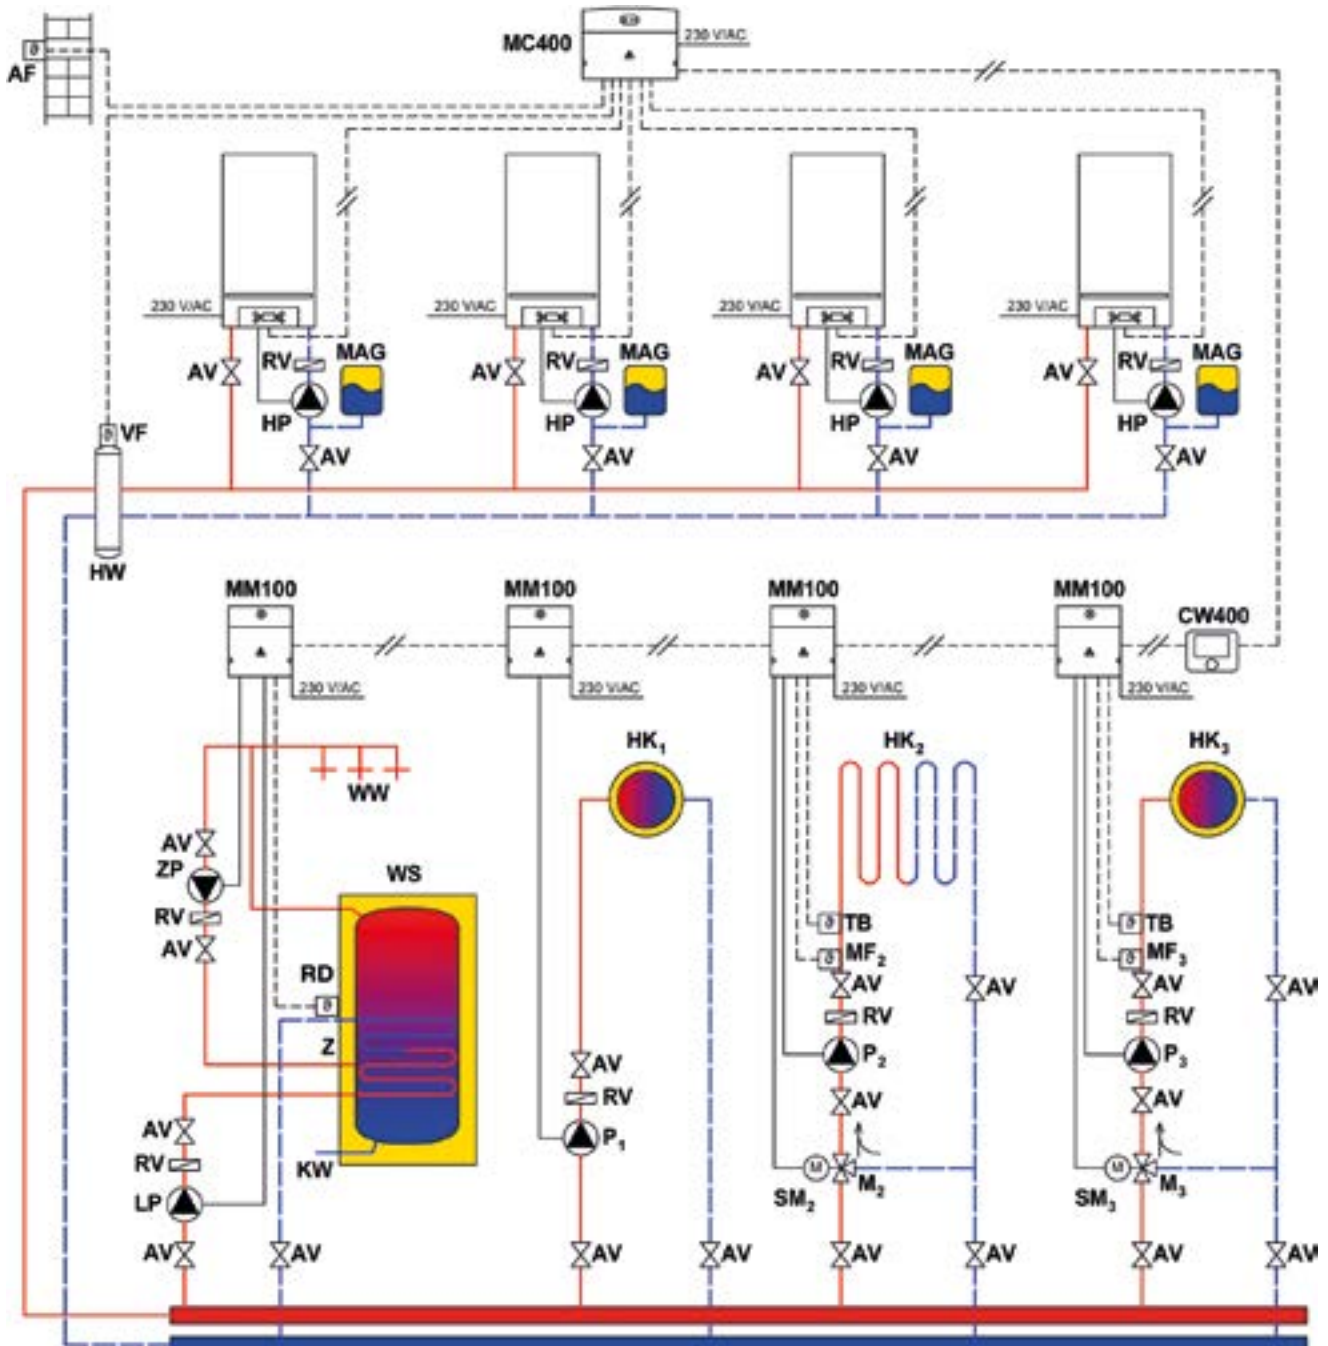 MC400
230 V/AC
AF
230 V/AC
230 V/AC
230 V/AC
230 V/AC
AV RV MAG
AV RV MAG
AV RV MAG
AV RV MAG
HP
HP
HP
HP
VF
AV
AV
AV
AV
HW
MM100
MM100
MM100
MM100
CW400
230 V/AC
230 V/AC
230 V/AC
230 V/AC
HK1
HK2
HK3
WW
AV
ZP
WS
RV
TB
TB
AV
MF2
MF3
RD
AV
AV
AV
AV
RV
RV
Z
P2
P3
AV
RV
AV
AV
AV
P1
RV
KW
M
M2
M
M3
LP
SM2
SM3
AV
AV
AV
AV
AV
AV
AV
AV